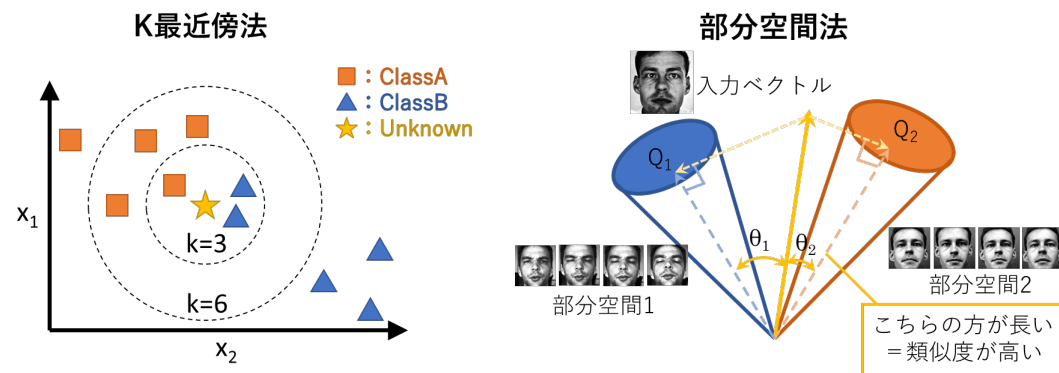 K最近傍法
:ClassA
:ClassB
:Unknown
x₁
k=3
k=6
x₂
部分空間法
入力ベクトル
Q₁
Q₂
θ₁
θ₂
部分空間1
部分空間2
こちらの方が長い
＝類似度が高い